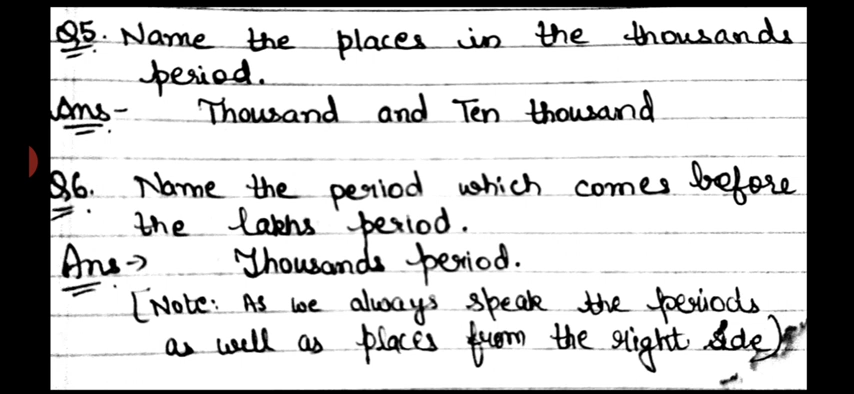 Q5. Name the places in the thousands
period.
Ans- Thousand and Ten thousand
Q6. Name the period which comes before
the lakhs period.
Ans-> Thousands period.
[Note: As we always speak the periods
as well as places from the right side)